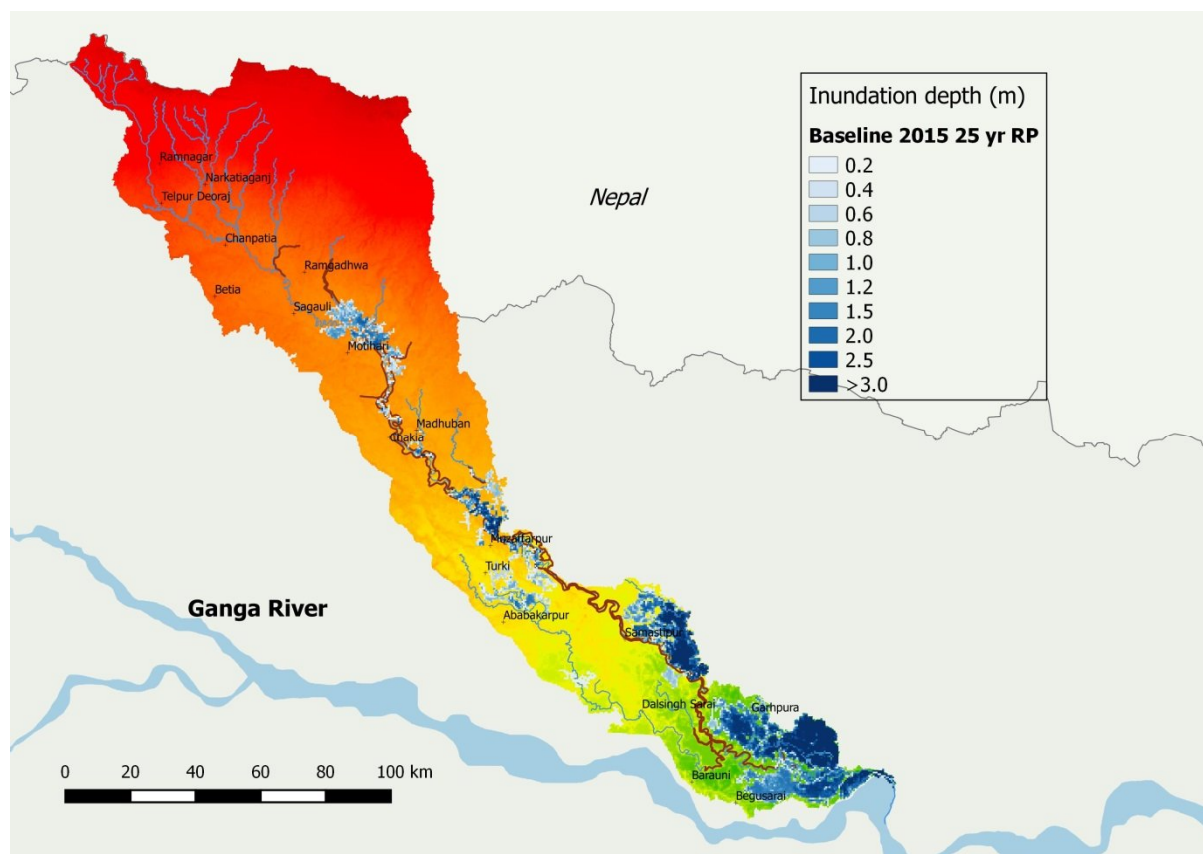 Inundation depth (m)
Baseline 2015 25 yr RP
0.2
0.4
0.6
0.8
1.0
1.2
1.5
2.0
2.5
>3.0
Nepal
Ramnagar
Narkatiaganj
Telpur Deoraj
Chanpatia
Ramgadhwa
Betia
Sagauli
Motihari
Madhuban
Chakia
Muzaffarpur
Turki
Ababakarpur
Ganga River
Samastipur
Dalsingh Sarai
Garhpura
Barauni
Begusarai
0 20 40 60 80 100 km